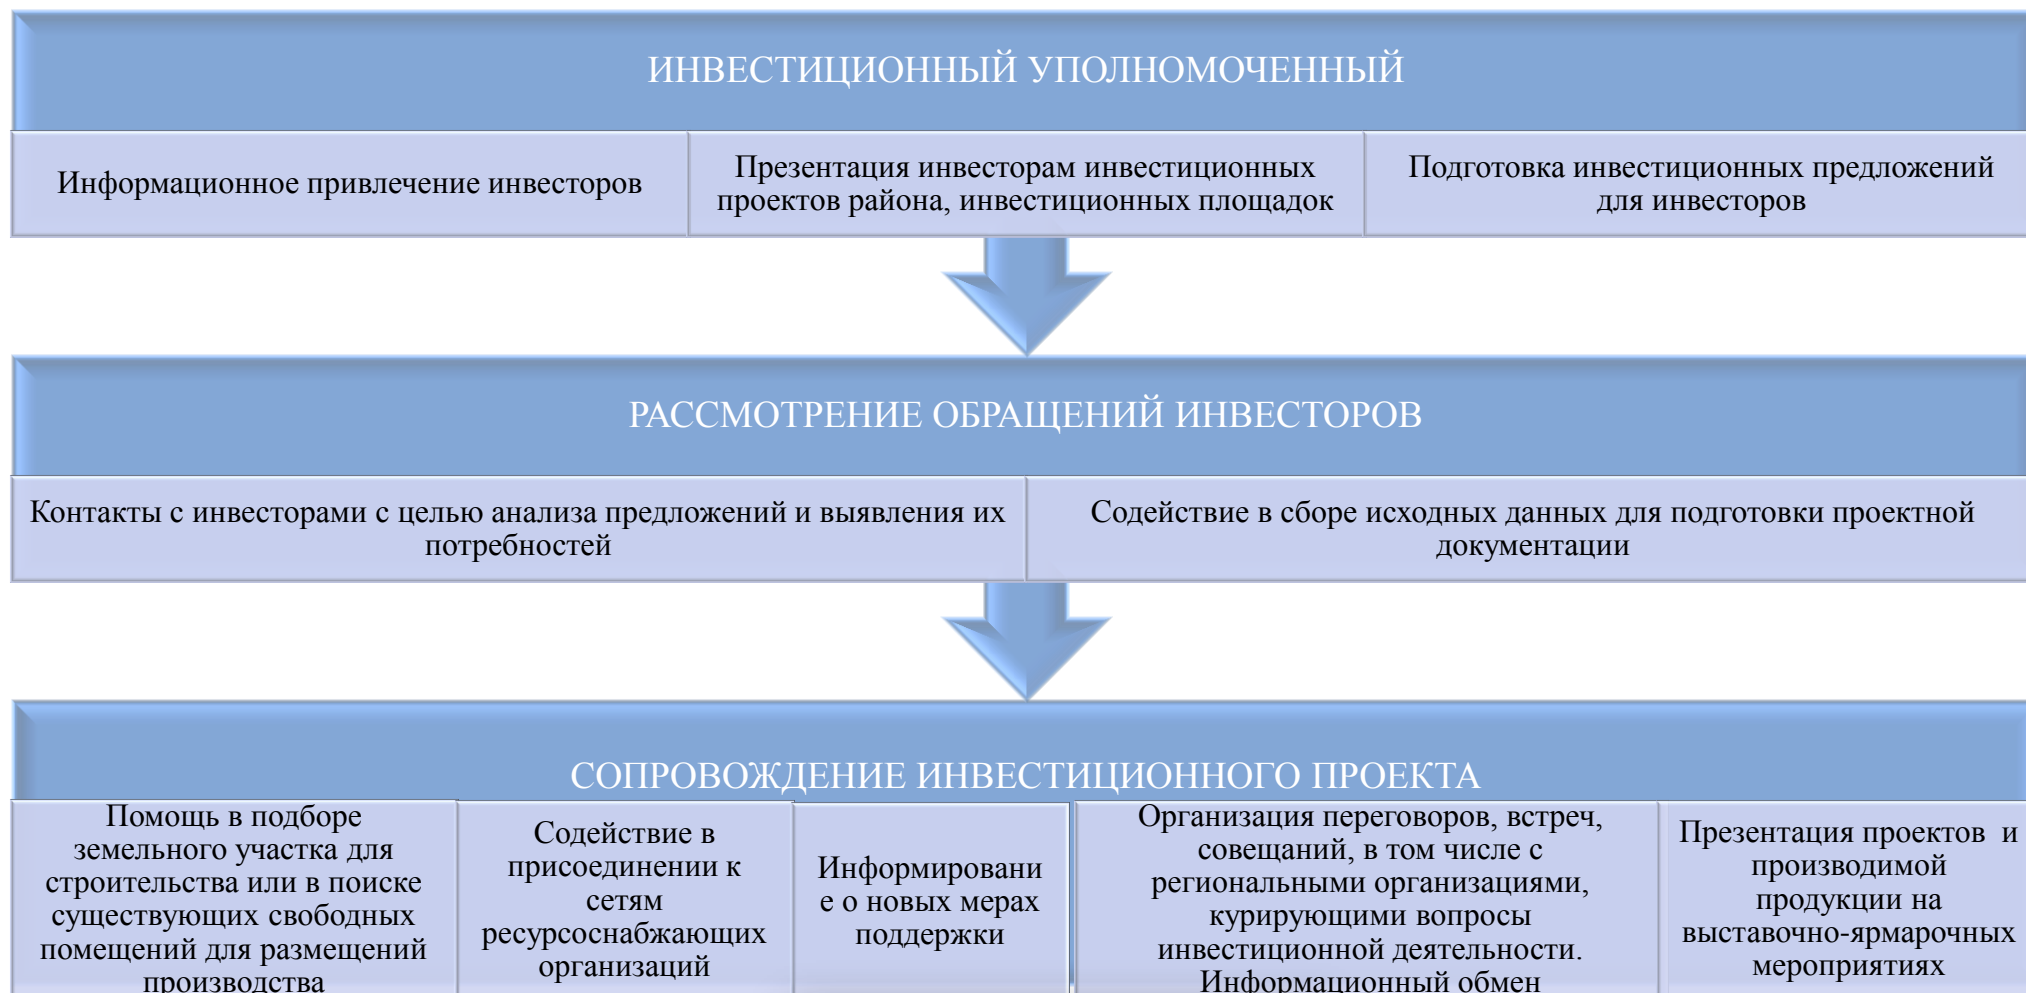 ИНВЕСТИЦИОННЫЙ УПОЛНОМОЧЕННЫЙ
Информационное привлечение инвесторов
Презентация инвесторам инвестиционных
проектов района, инвестиционных площадок
Подготовка инвестиционных предложений
для инвесторов
РАССМОТРЕНИЕ ОБРАЩЕНИЙ ИНВЕСТОРОВ
Контакты с инвесторами с целью анализа предложений и выявления их
потребностей
Содействие в сборе исходных данных для подготовки проектной
документации
СОПРОВОЖДЕНИЕ ИНВЕСТИЦИОННОГО ПРОЕКТА
Помощь в подборе
земельного участка для
строительства или в поиске
существующих свободных
помещений для размещений
производства
Содействие в
присоединении к
сетям
ресурсоснабжающих
организаций
Информировани
е о новых мерах
поддержки
Организация переговоров, встреч,
совещаний, в том числе с
региональными организациями,
курирующими вопросы
инвестиционной деятельности.
Информационный обмен
Презентация проектов и
производимой
продукции на
выставочно-ярмарочных
мероприятиях